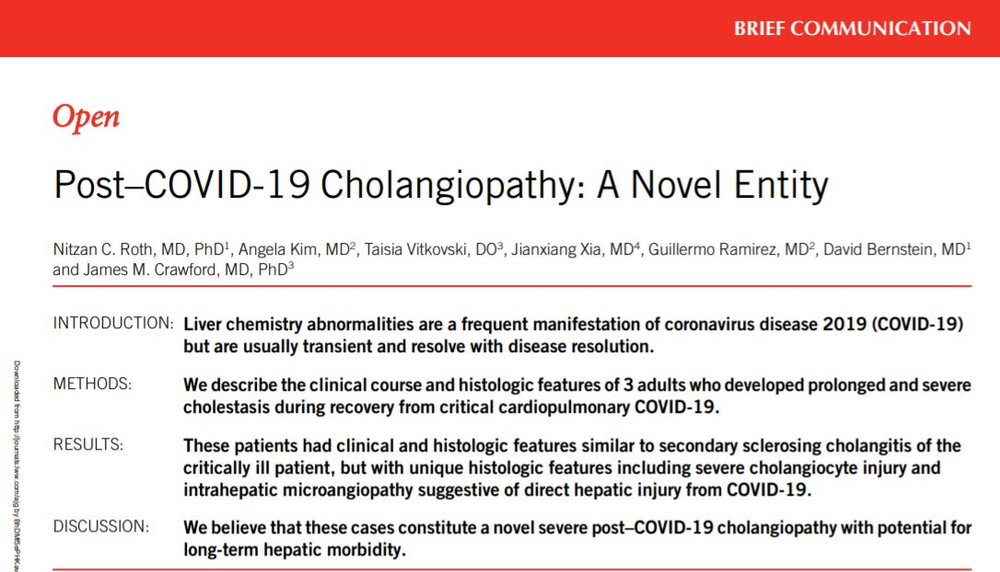 BRIEF COMMUNICATION
Open
Post–COVID-19 Cholangiopathy: A Novel Entity
Nitzan C. Roth, MD, PhD1, Angela Kim, MD2, Taisia Vitkovski, DO3, Jianxiang Xia, MD4, Guillermo Ramirez, MD2, David Bernstein, MD1
and James M. Crawford, MD, PhD3
INTRODUCTION: Liver chemistry abnormalities are a frequent manifestation of coronavirus disease 2019 (COVID-19)
but are usually transient and resolve with disease resolution.
METHODS: We describe the clinical course and histologic features of 3 adults who developed prolonged and severe
cholestasis during recovery from critical cardiopulmonary COVID-19.
RESULTS: These patients had clinical and histologic features similar to secondary sclerosing cholangitis of the
critically ill patient, but with unique histologic features including severe cholangiocyte injury and
intrahepatic microangiopathy suggestive of direct hepatic injury from COVID-19.
DISCUSSION: We believe that these cases constitute a novel severe post–COVID-19 cholangiopathy with potential for
long-term hepatic morbidity.
Downloaded from http://journals.lww.com/ajg by